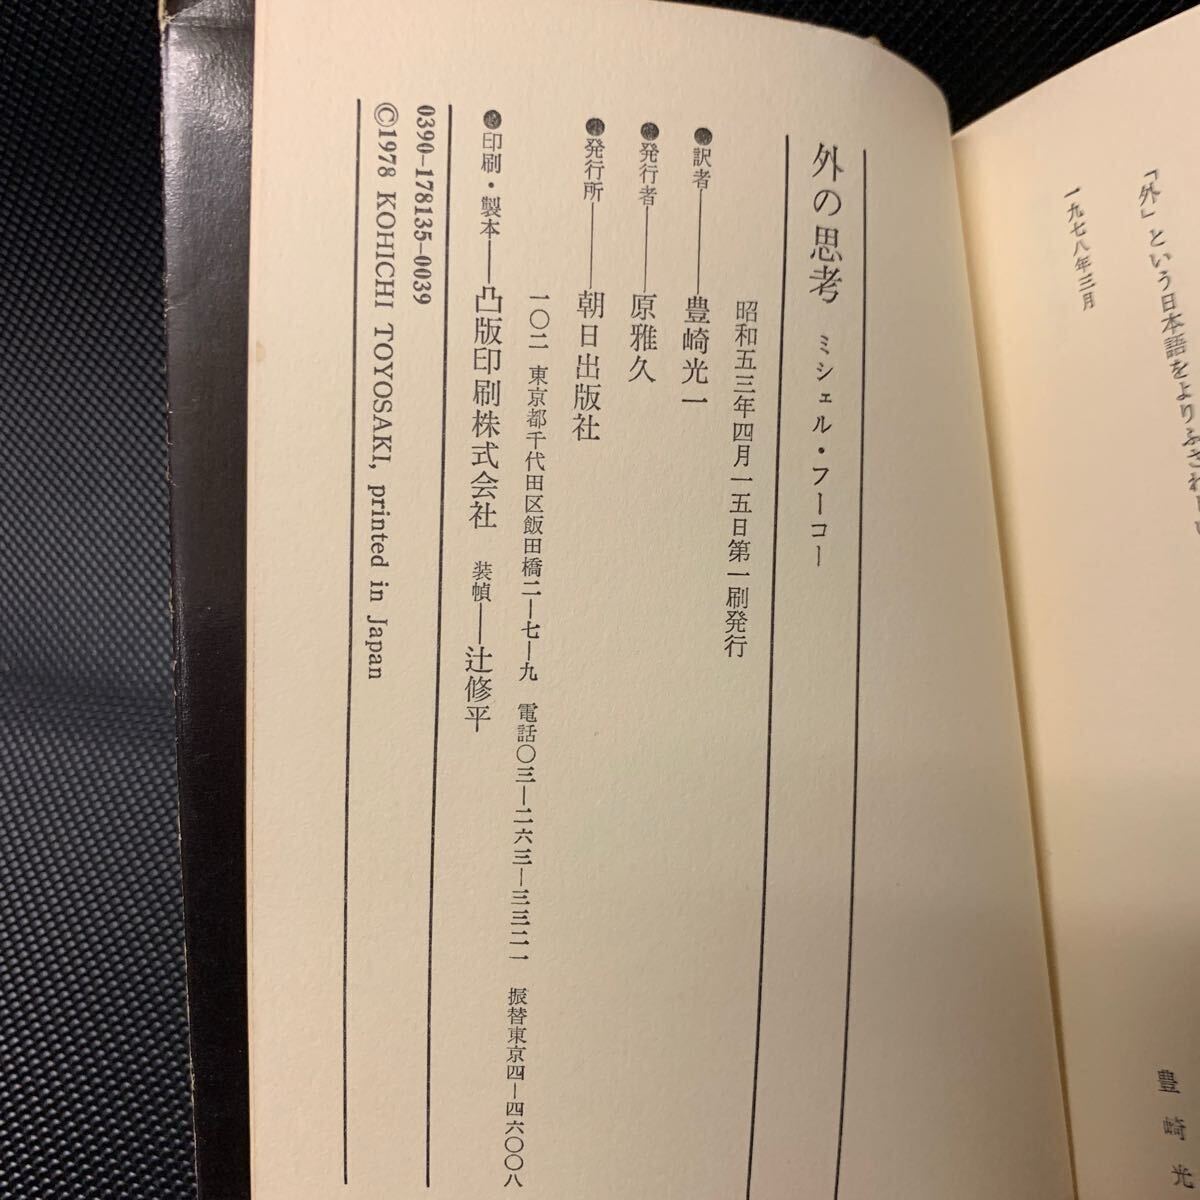 「外」という日本語をよりふさわしい
一九七八年三月
豊崎光
外の思考　ミシェル・フーコー
昭和五三年四月一五日第一刷発行
●訳者――豊崎光一
●発行者――原雅久
●発行所――朝日出版社
一〇二 東京都千代田区飯田橋二―七―九　電話〇三―二六三―三三二一　振替東京四―四六〇〇八
●印刷・製本――凸版印刷株式会社　装幀――辻修平
0390-178135-0039
©1978 KOHICHI TOYOSAKI, printed in Japan